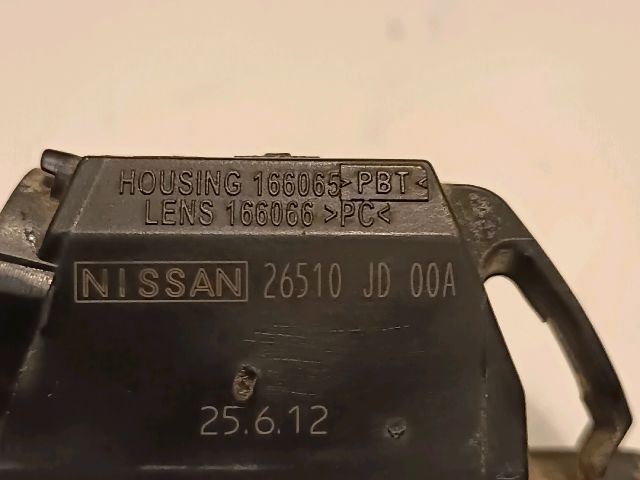 HOUSING 166065 >PBT<
LENS 166066 >PC<
NISSAN 26510 JD 00A
25.6.12